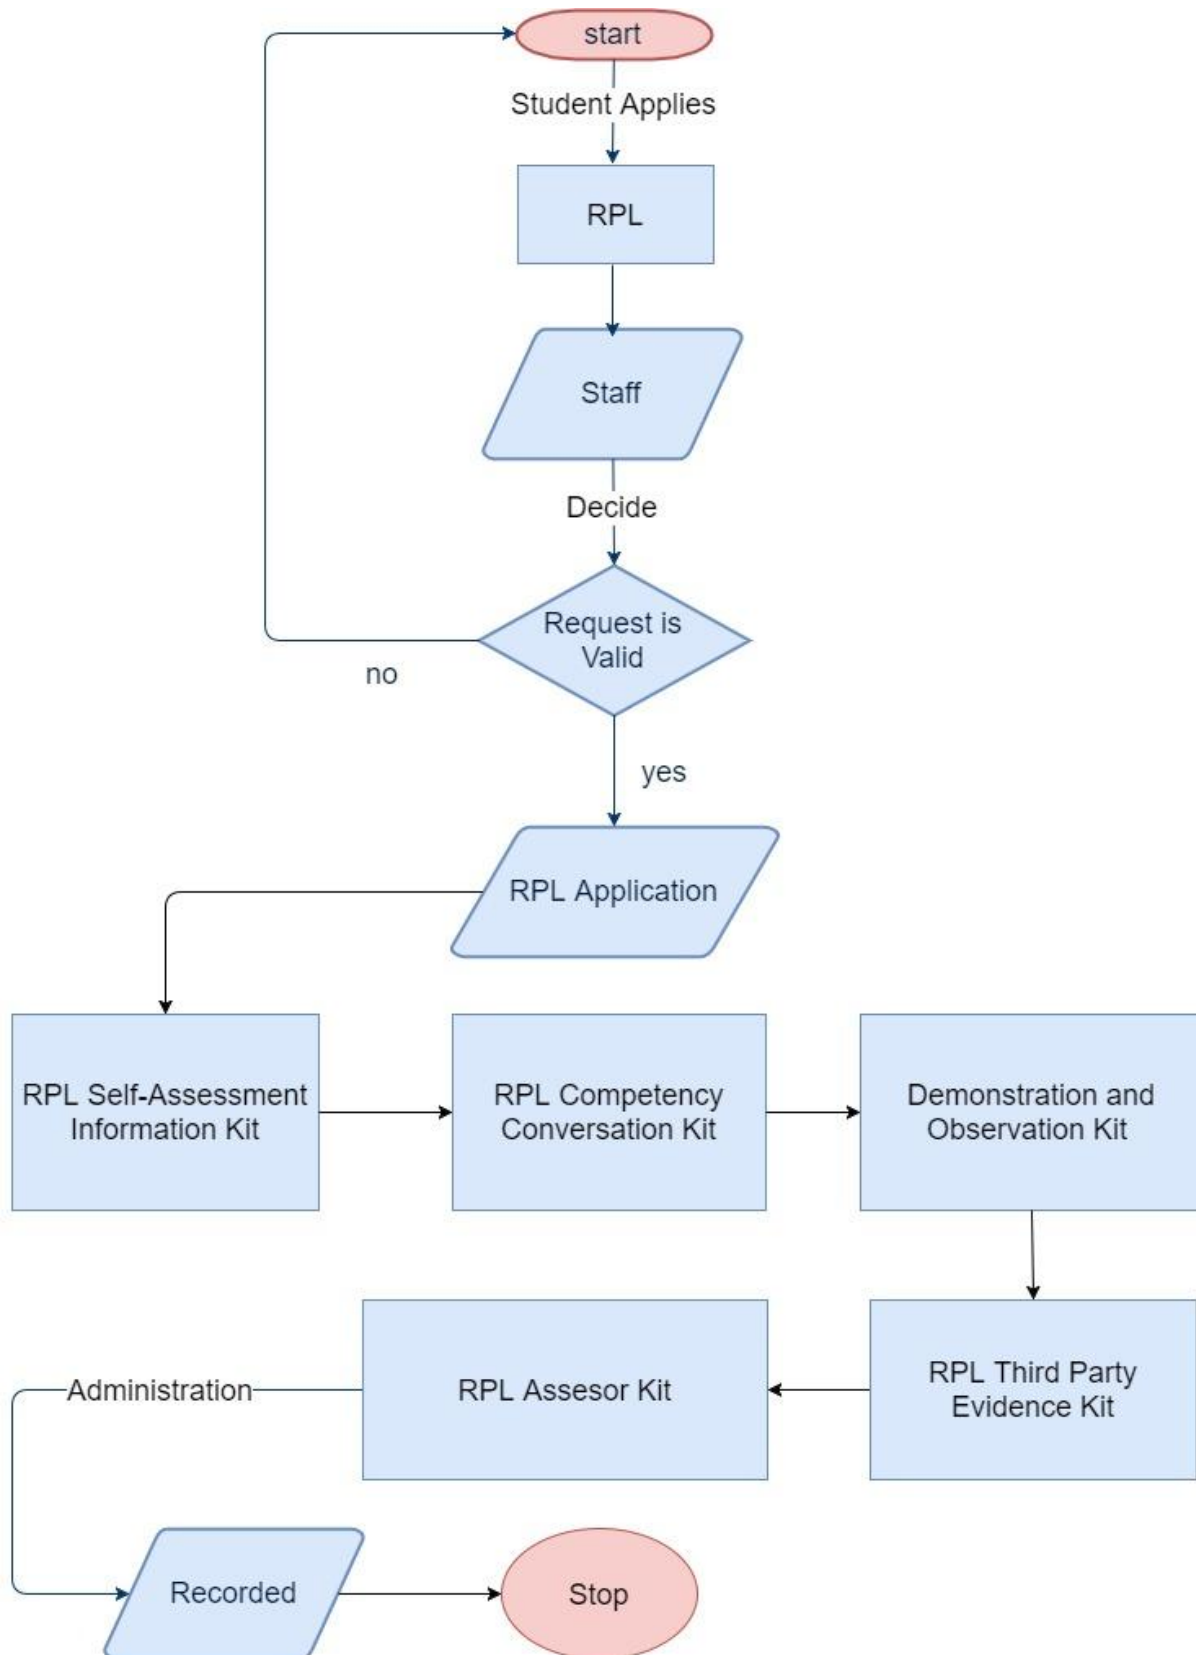 start
Student Applies
RPL
Staff
Decide
Request is
Valid
no
yes
RPL Application
RPL Self-Assessment
Information Kit
RPL Competency
Conversation Kit
Demonstration and
Observation Kit
RPL Third Party
Evidence Kit
RPL Assesor Kit
Administration
Recorded
Stop